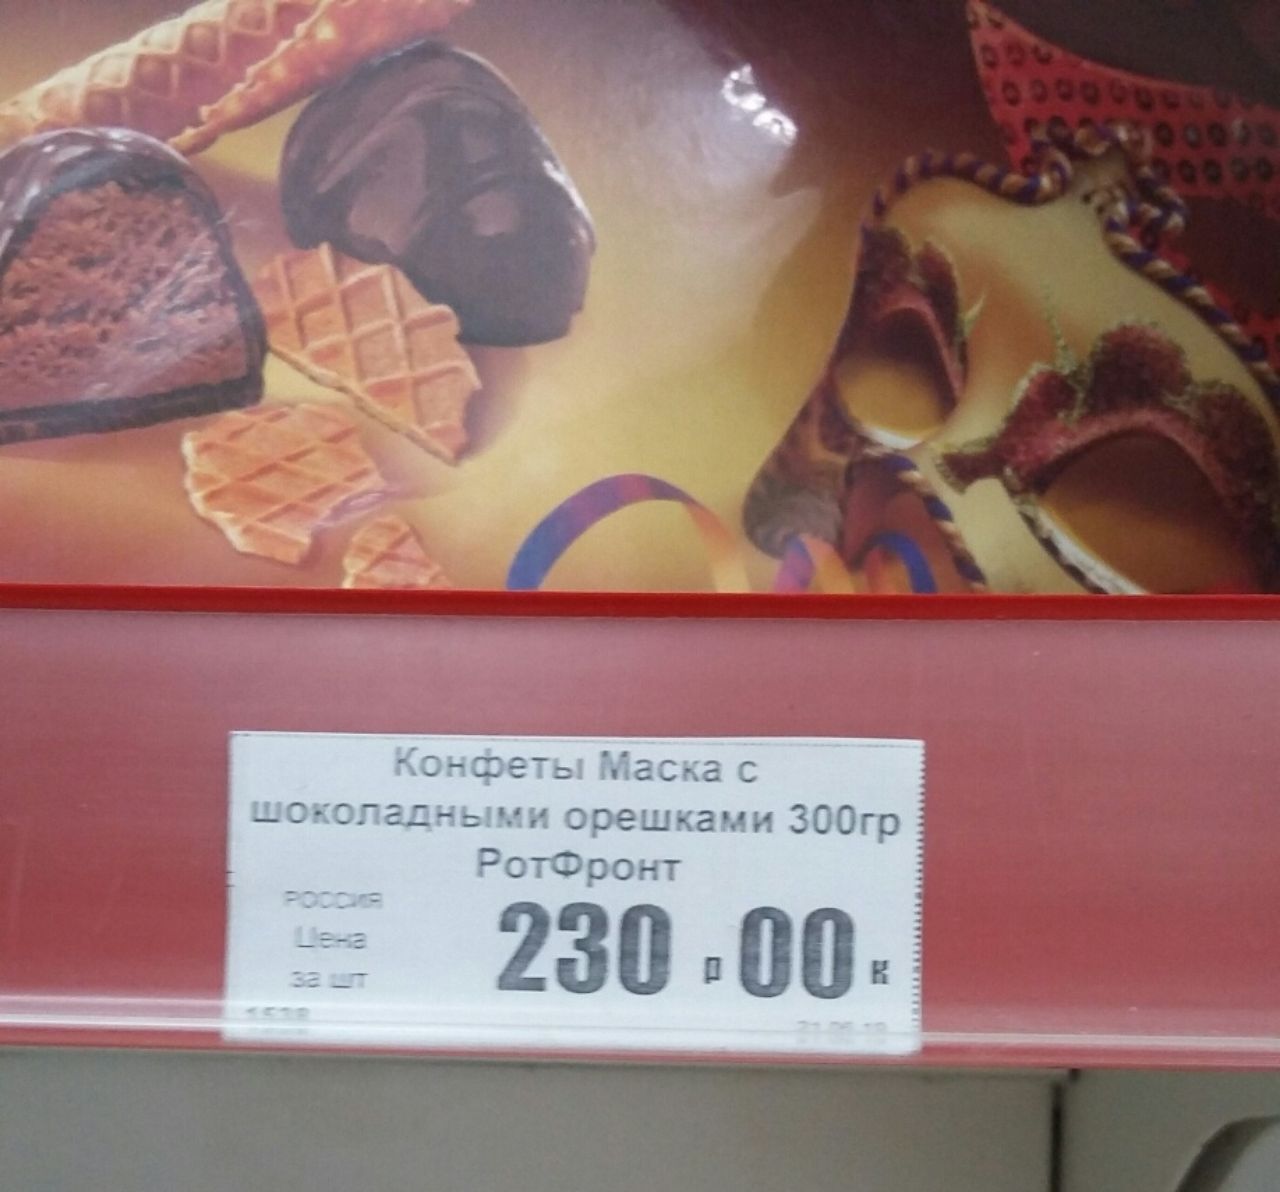 Конфеты Маска с
шоколадными орешками 300гр
РотФронт
РОССИЯ
Цена
за шт
230 р 00 к